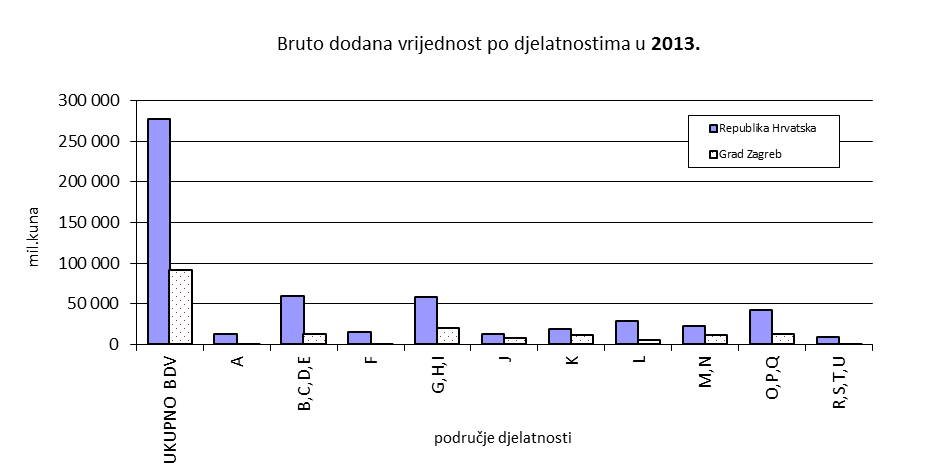 Bruto dodana vrijednost po djelatnostima u 2013.
300 000
250 000
200 000
150 000
100 000
50 000
0
mil.kuna
Republika Hrvatska
Grad Zagreb
UKUPNO BDV
A
B,C,D,E
F
G,H,I
J
K
L
M,N
O,P,Q
R,S,T,U
područje djelatnosti